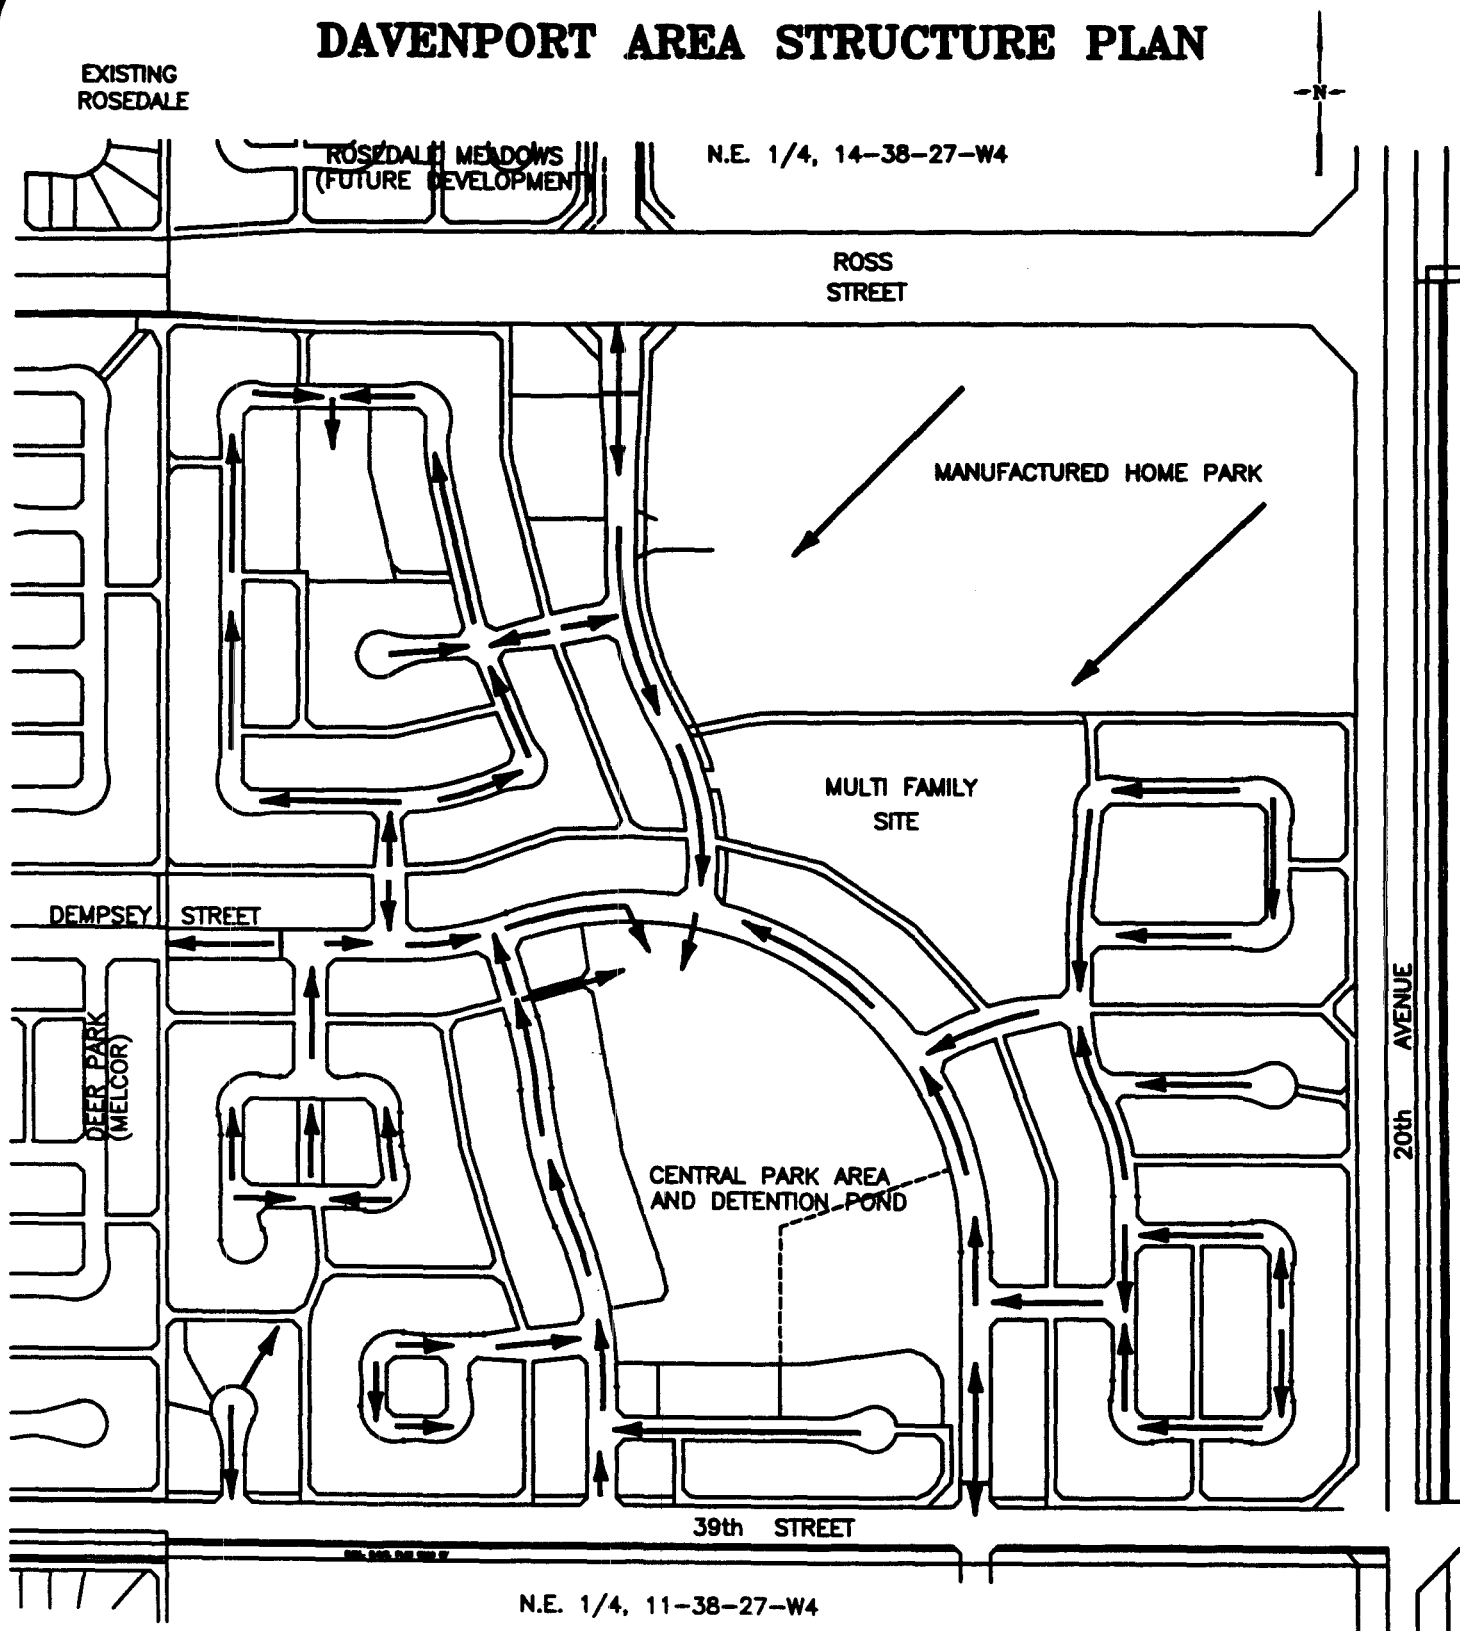 DAVENPORT AREA STRUCTURE PLAN
EXISTING
ROSEDALE
N
ROSEDALE MEADOWS
(FUTURE DEVELOPMENT)
N.E. 1/4, 14-38-27-W4
ROSS
STREET
MANUFACTURED HOME PARK
MULTI FAMILY
SITE
DEMPSEY STREET
20th AVENUE
DEER PARK
(MELCOR)
CENTRAL PARK AREA
AND DETENTION POND
39th STREET
N.E. 1/4, 11-38-27-W4